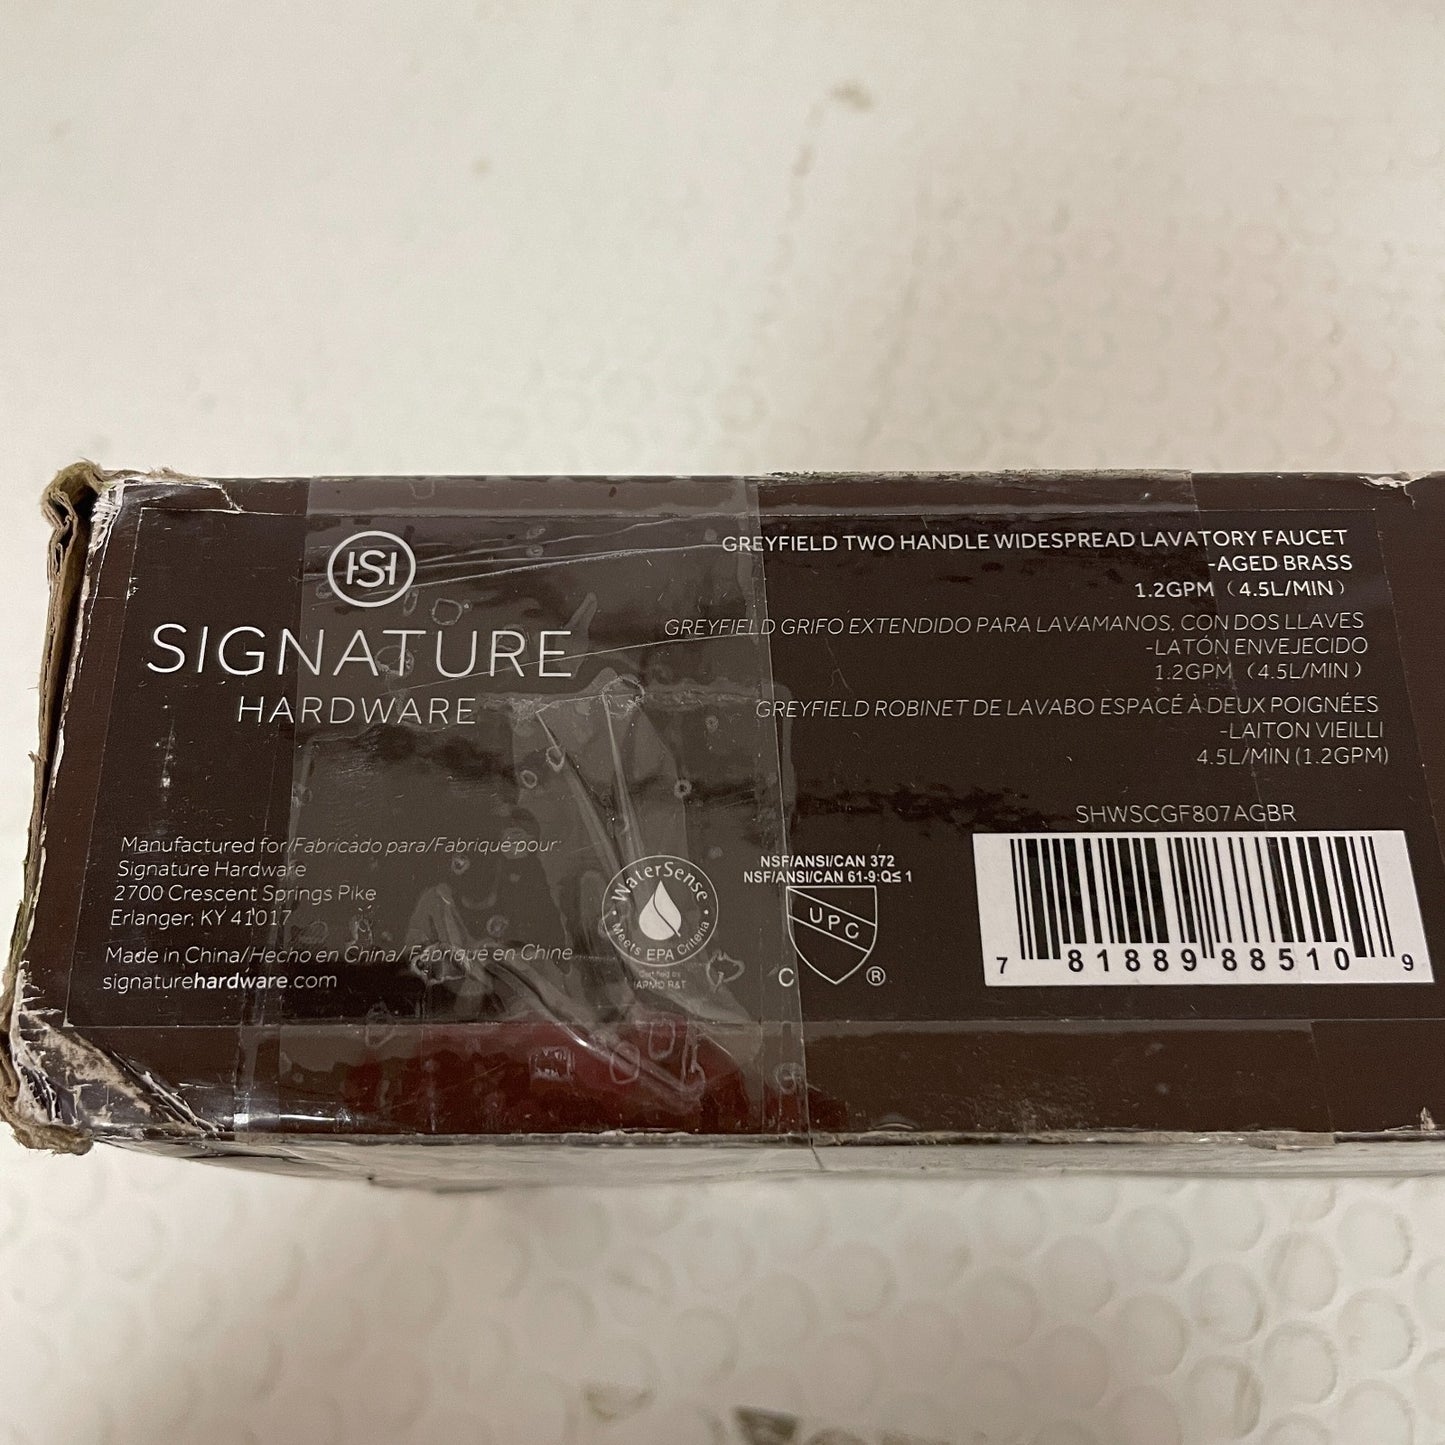 SIGNATURE
HARDWARE
GREYFIELD TWO HANDLE WIDESPREAD LAVATORY FAUCET
-AGED BRASS
1.2GPM (4.5L/MIN)
GREYFIELD GRIFO EXTENDIDO PARA LAVAMANOS, CON DOS LLAVES
-LATÓN ENVEJECIDO
1.2GPM (4.5L/MIN)
GREYFIELD ROBINET DE LAVABO ESPACÉ À DEUX POIGNÉES
-LAITON VIEILLI
4.5L/MIN (1.2GPM)
Manufactured for/Fabricado para/Fabriqué pour:
Signature Hardware
2700 Crescent Springs Pike
Erlanger, KY 41017
Made in China/Hecho en China/ Fabriqué en Chine
signaturehardware.com
WaterSense
Meets EPA Criteria
Certified by
IAPMO R&T
NSF/ANSI/CAN 372
NSF/ANSI/CAN 61-9:Q≤ 1
UPC
C ®
SHWSCGF807AGBR
7 81889 88510 9